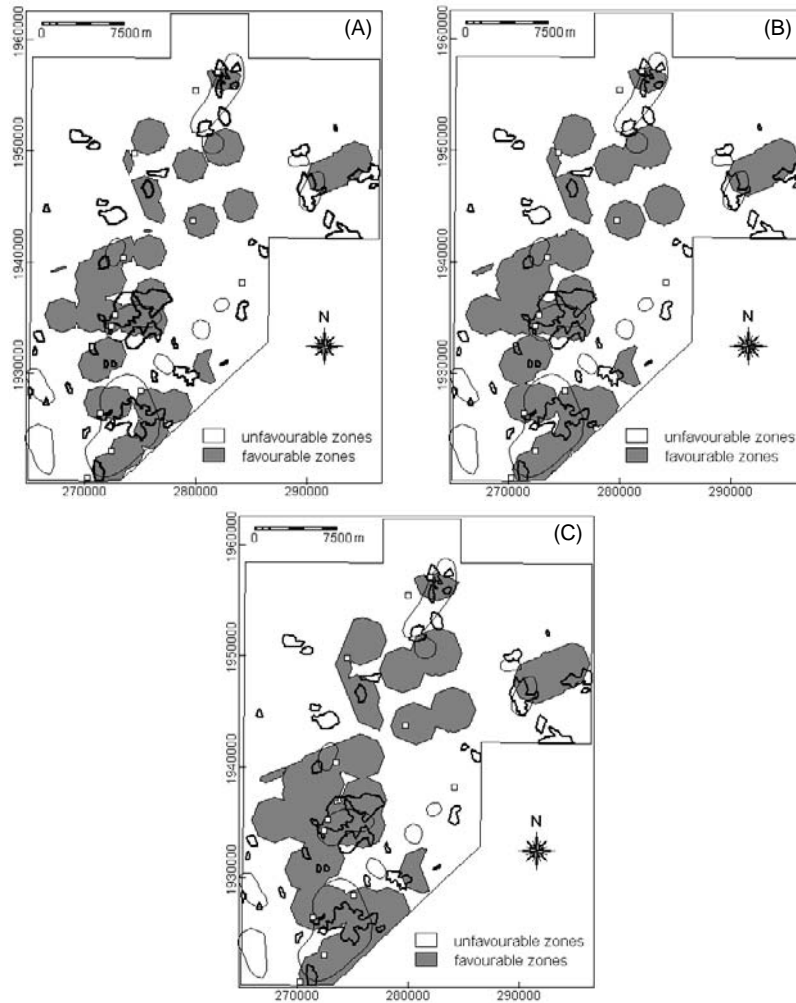 0 7500 m
(A)
1960000
1950000
1940000
1930000
N
unfavourable zones
favourable zones
270000 280000 290000
0 7500 m
(B)
1960000
1950000
1940000
1930000
N
unfavourable zones
favourable zones
270000 280000 290000
0 7500 m
(C)
1960000
1950000
1940000
1930000
N
unfavourable zones
favourable zones
270000 280000 290000